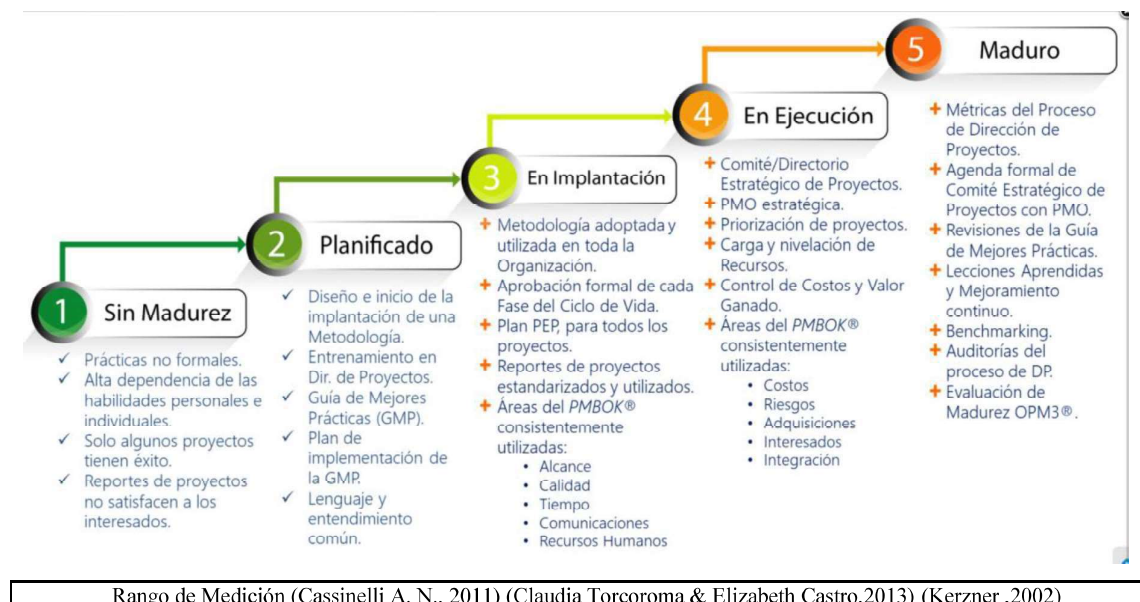 1
Sin Madurez
✓ Prácticas no formales.
✓ Alta dependencia de las
habilidades personales e
individuales.
✓ Solo algunos proyectos
tienen éxito.
✓ Reportes de proyectos
no satisfacen a los
interesados.
2
Planificado
✓ Diseño e inicio de la
implantación de una
Metodología.
✓ Entrenamiento en
Dir. de Proyectos.
✓ Guía de Mejores
Prácticas (GMP).
✓ Plan de
implementación de
la GMP.
✓ Lenguaje y
entendimiento
común.
3
En Implantación
+ Metodología adoptada y
utilizada en toda la
Organización.
+ Aprobación formal de cada
Fase del Ciclo de Vida.
+ Plan PEP, para todos los
proyectos.
+ Reportes de proyectos
estandarizados y utilizados.
+ Áreas del PMBOK®
consistentemente
utilizadas:
• Alcance
• Calidad
• Tiempo
• Comunicaciones
• Recursos Humanos
4
En Ejecución
+ Comité/Directorio
Estratégico de Proyectos.
+ PMO estratégica.
+ Priorización de proyectos.
+ Carga y nivelación de
Recursos.
+ Control de Costos y Valor
Ganado.
+ Áreas del PMBOK®
consistentemente
utilizadas:
• Costos
• Riesgos
• Adquisiciones
• Interesados
• Integración
5
Maduro
+ Métricas del Proceso
de Dirección de
Proyectos.
+ Agenda formal de
Comité Estratégico de
Proyectos con PMO.
+ Revisiones de la Guía
de Mejores Prácticas.
+ Lecciones Aprendidas
y Mejoramiento
continuo.
+ Benchmarking.
+ Auditorías del
proceso de DP.
+ Evaluación de
Madurez OPM3®.
Rango de Medición (Cassinelli A. N., 2011) (Claudia Torcoroma & Elizabeth Castro,2013) (Kerzner ,2002)